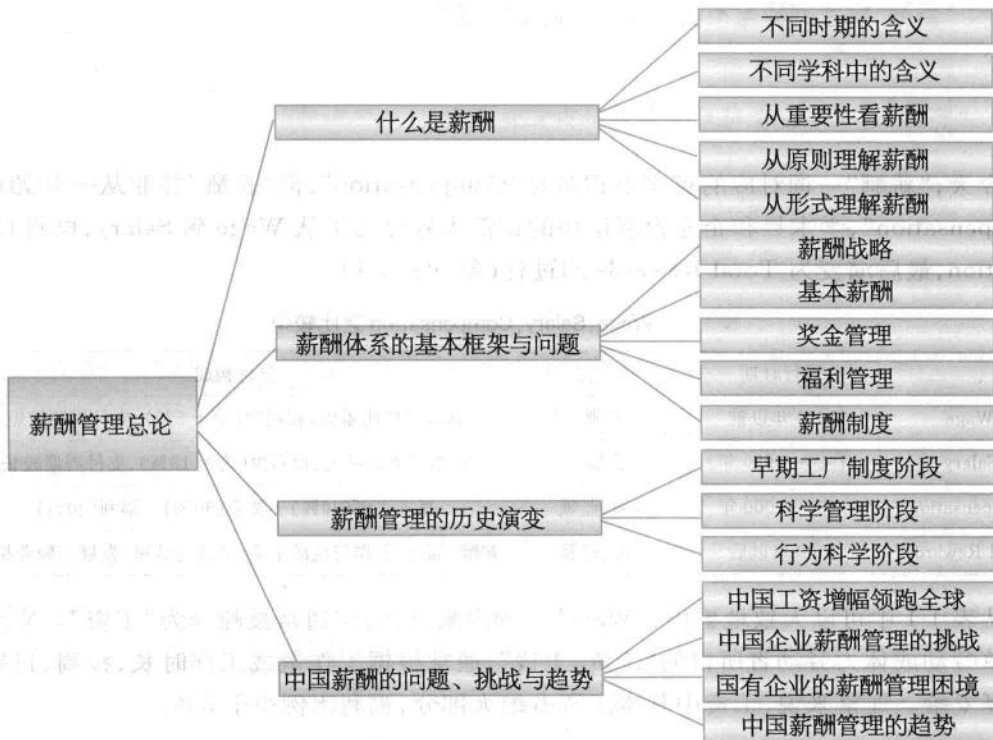 薪酬管理总论
什么是薪酬
不同时期的含义
不同学科中的含义
从重要性看薪酬
从原则理解薪酬
从形式理解薪酬
薪酬体系的基本框架与问题
薪酬战略
基本薪酬
奖金管理
福利管理
薪酬制度
薪酬管理的历史演变
早期工厂制度阶段
科学管理阶段
行为科学阶段
中国薪酬的问题、挑战与趋势
中国工资增幅领跑全球
中国企业薪酬管理的挑战
国有企业的薪酬管理困境
中国薪酬管理的趋势